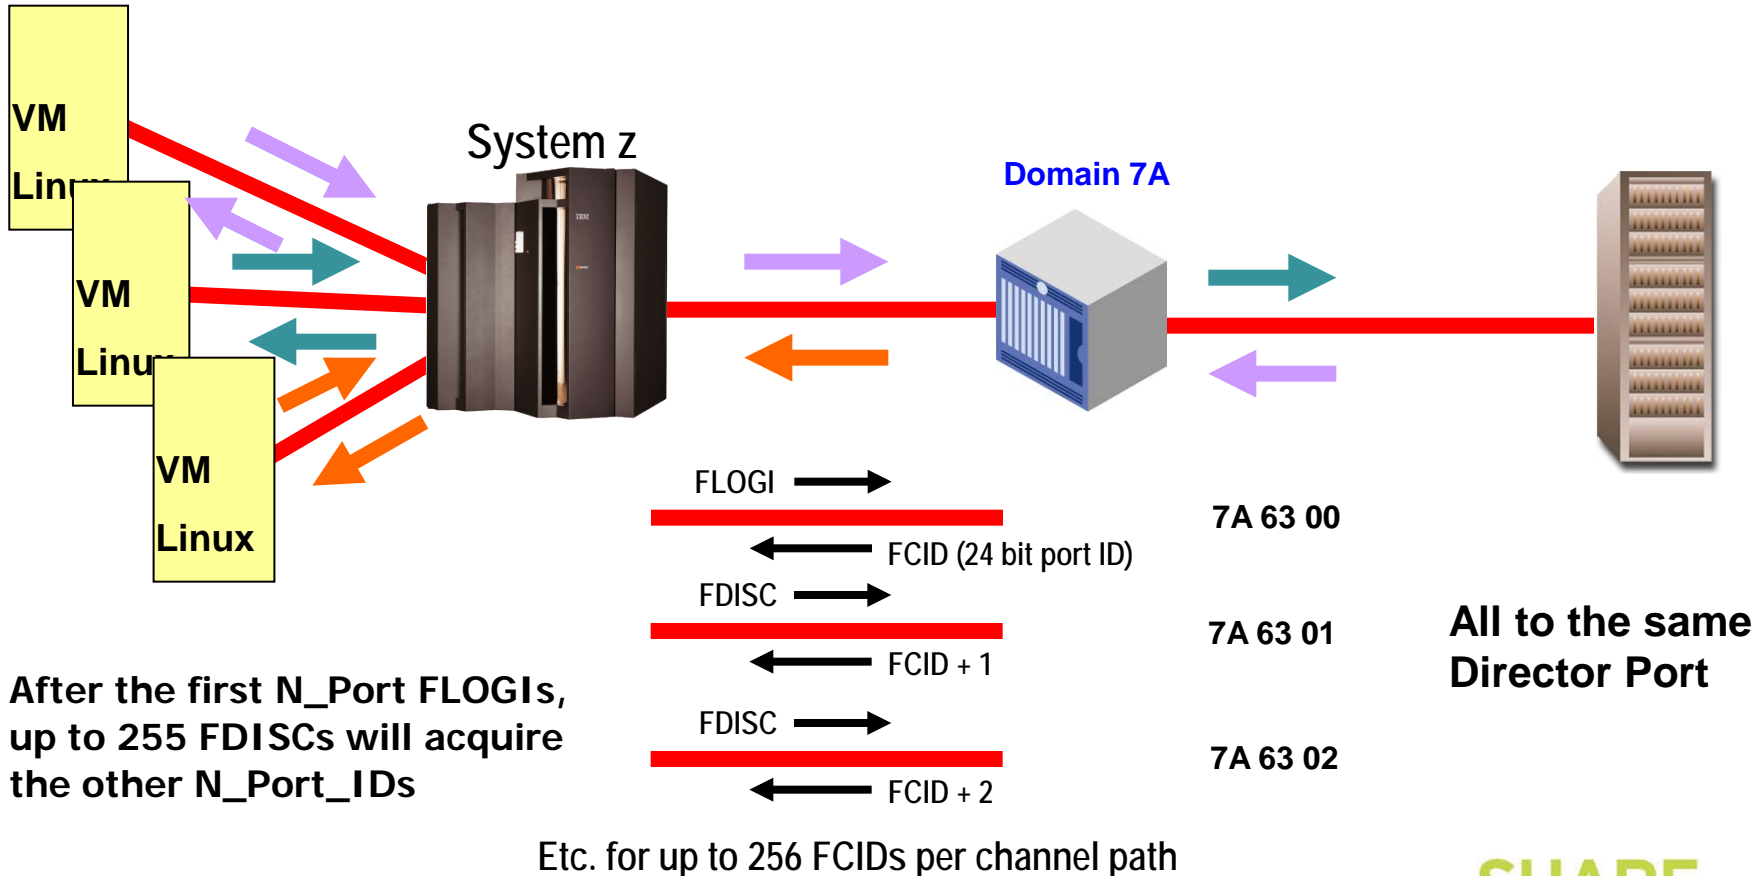 VM
Linux
VM
Linux
VM
Linux
System z
IBM
Domain 7A
FLOGI
FCID (24 bit port ID)
7A 63 00
FDISC
FCID + 1
7A 63 01
FDISC
FCID + 2
7A 63 02
All to the same
Director Port
After the first N_Port FLOGIs,
up to 255 FDISCs will acquire
the other N_Port_IDs
Etc. for up to 256 FCIDs per channel path
SHARE